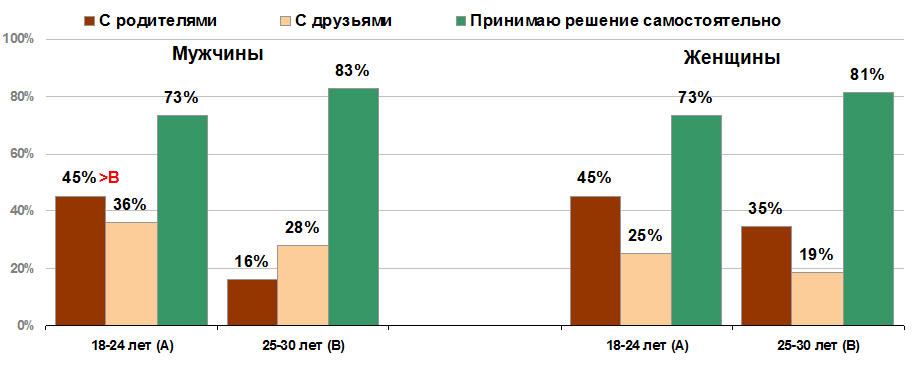 С родителями С друзьями Принимаю решение самостоятельно
100%
Мужчины Женщины
83% 81%
80%
73% 73%
60%
45% >B 45%
36% 35%
40%
28% 25%
16% 19%
20%
0%
18-24 лет (А) 25-30 лет (В) 18-24 лет (А) 25-30 лет (В)